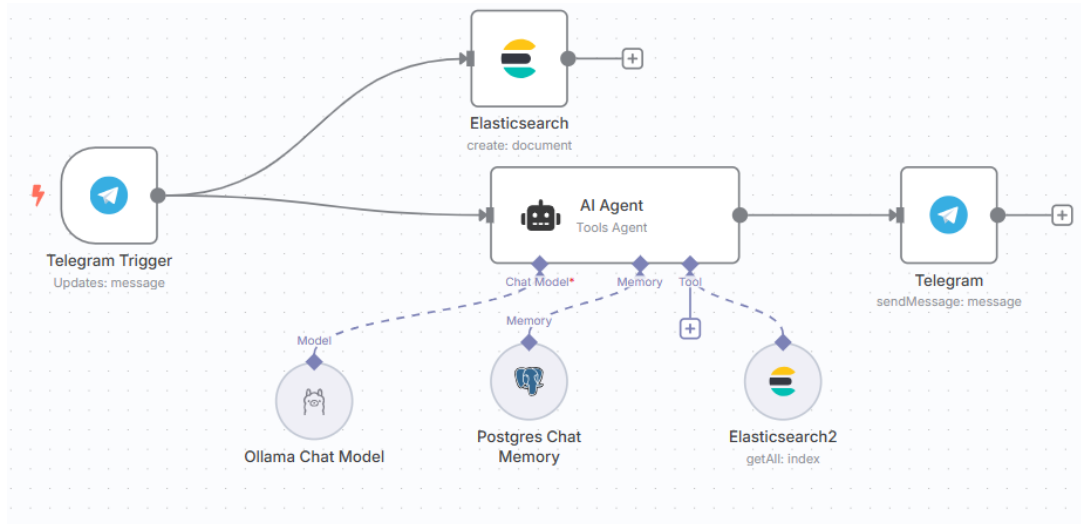 Elasticsearch
create: document
AI Agent
Tools Agent
Telegram Trigger
Updates: message
Chat Model*
Memory
Tool
Telegram
sendMessage: message
Model
Memory
Ollama Chat Model
Postgres Chat
Memory
Elasticsearch2
getAll: index